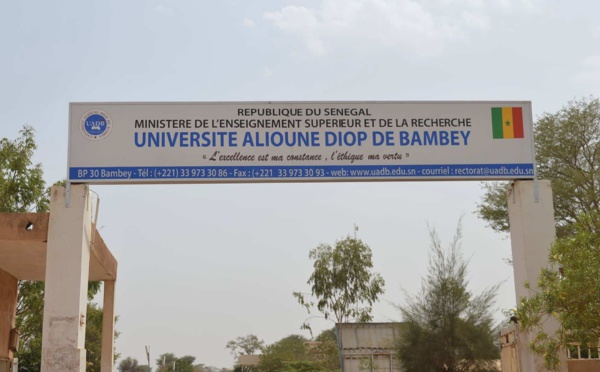 REPUBLIQUE DU SENEGAL
MINISTERE DE L'ENSEIGNEMENT SUPERIEUR ET DE LA RECHERCHE
UADB
UNIVERSITE ALIOUNE DIOP DE BAMBEY
« L'excellence est ma constance , l'éthique ma vertu »
BP 30 Bambey - Tél : (+221) 33 973 30 86 - Fax : (+221 33 973 30 93 - web: www.uadb.edu.sn - courriel : rectorat@uadb.edu.sn